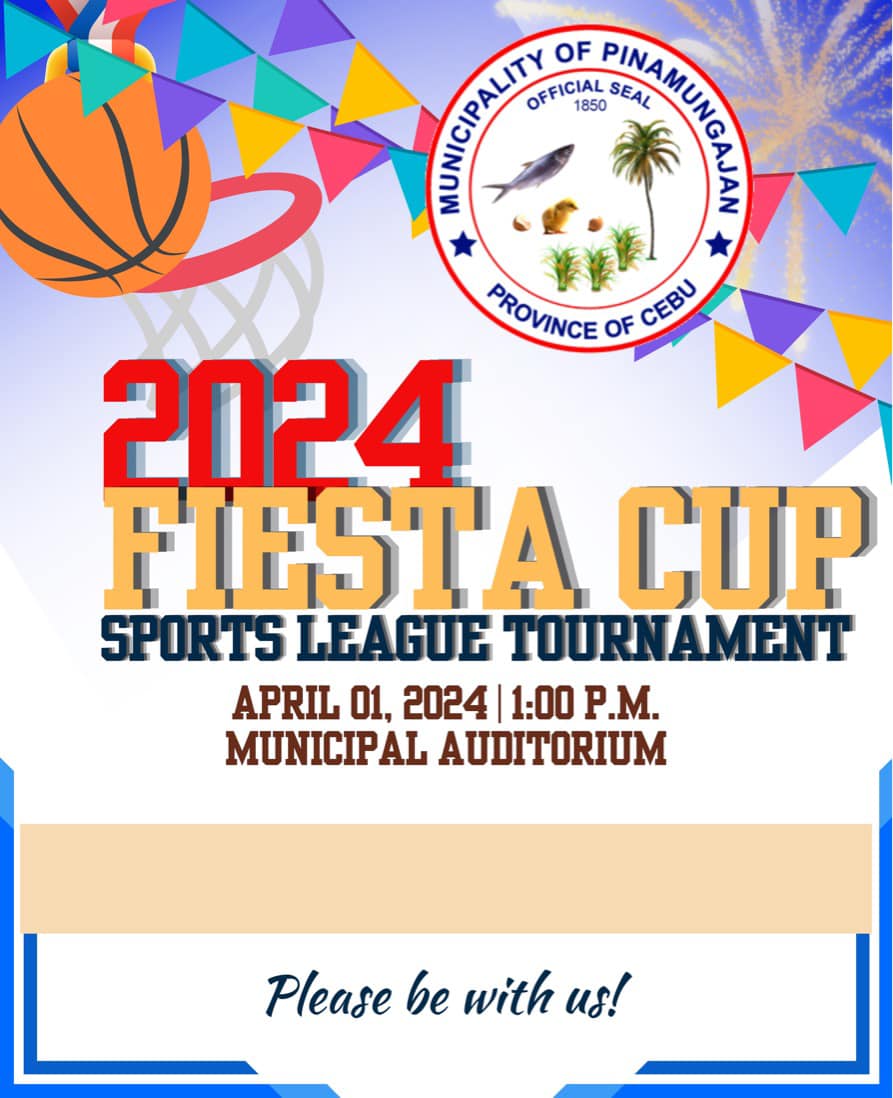 MUNICIPALITY OF PINAMUNGAJAN
OFFICIAL SEAL
1850
PROVINCE OF CEBU
2024
FIESTA CUP
SPORTS LEAGUE TOURNAMENT
APRIL 01, 2024 | 1:00 P.M.
MUNICIPAL AUDITORIUM
Please be with us!